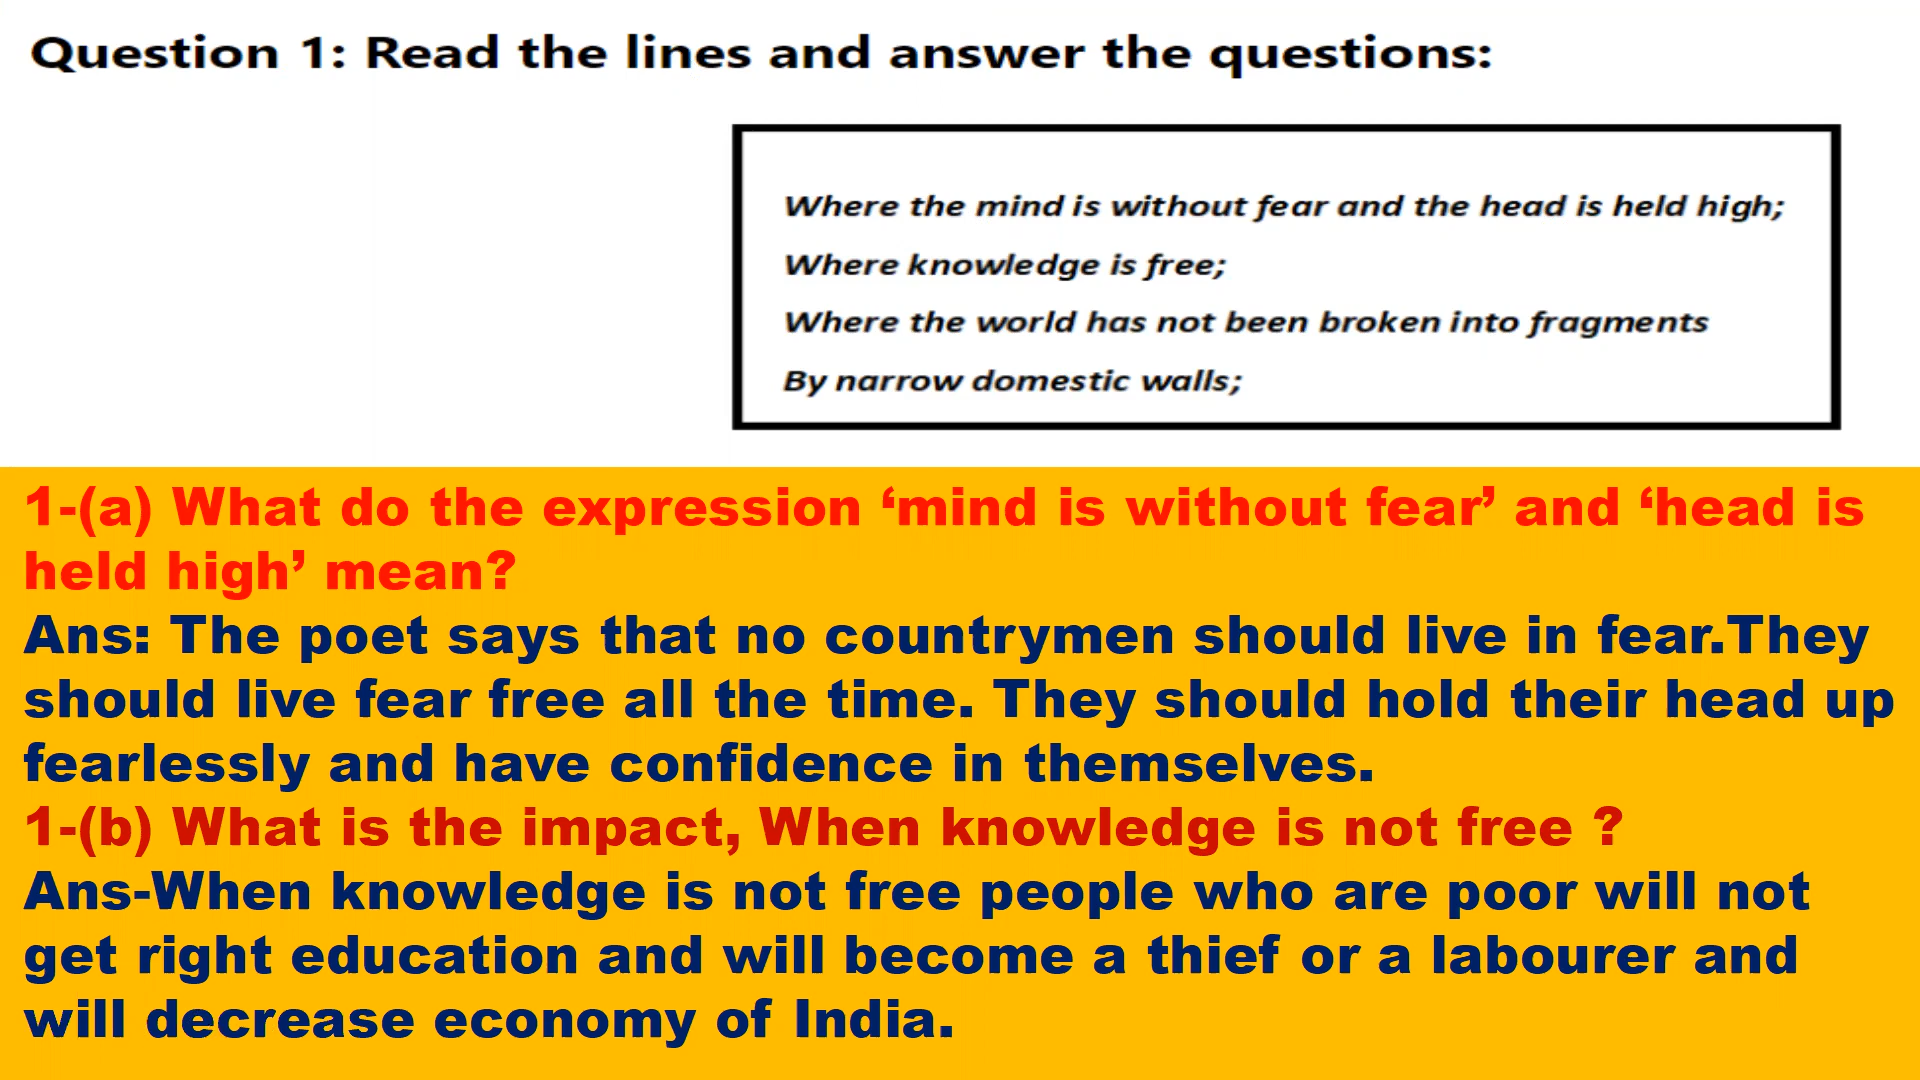 Question 1: Read the lines and answer the questions:
Where the mind is without fear and the head is held high;
Where knowledge is free;
Where the world has not been broken into fragments
By narrow domestic walls;
1-(a) What do the expression ‘mind is without fear’ and ‘head is
held high’ mean?
Ans: The poet says that no countrymen should live in fear.They
should live fear free all the time. They should hold their head up
fearlessly and have confidence in themselves.
1-(b) What is the impact, When knowledge is not free ?
Ans-When knowledge is not free people who are poor will not
get right education and will become a thief or a labourer and
will decrease economy of India.